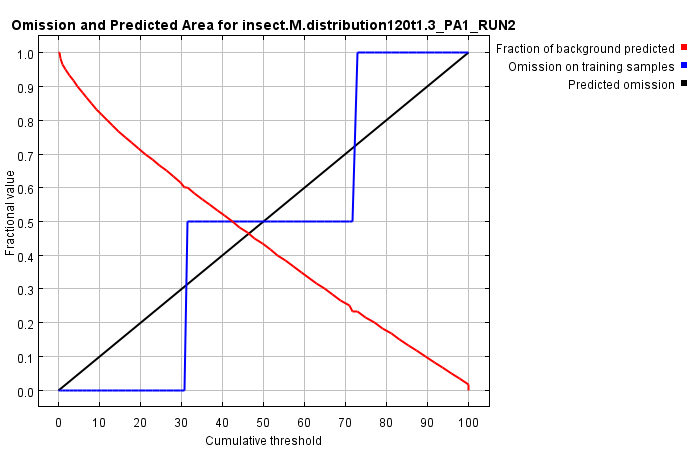 Omission and Predicted Area for insect.M.distribution120t1.3_PA1_RUN2
Fraction of background predicted
Omission on training samples
Predicted omission
Fractional value
1.0
0.9
0.8
0.7
0.6
0.5
0.4
0.3
0.2
0.1
0.0
0 10 20 30 40 50 60 70 80 90 100
Cumulative threshold